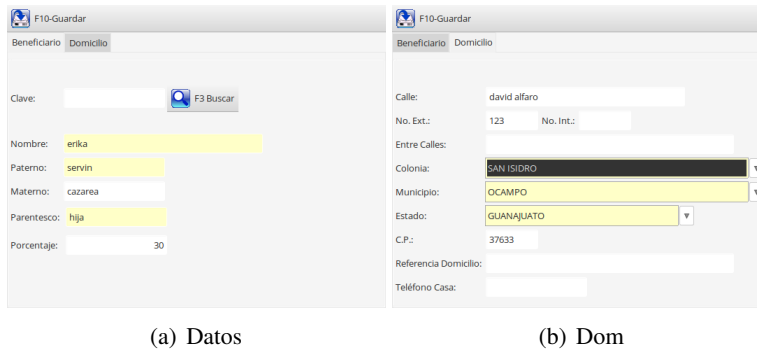 F10-Guardar
Beneficiario Domicilio
Clave: F3 Buscar
Nombre: erika
Paterno: servin
Materno: cazarea
Parentesco: hija
Porcentaje: 30
(a) Datos
F10-Guardar
Beneficiario Domicilio
Calle: david alfaro
No. Ext.: 123 No. Int.:
Entre Calles:
Colonia: SAN ISIDRO
Municipio: OCAMPO
Estado: GUANAJUATO
C.P.: 37633
Referencia Domicilio:
Teléfono Casa:
(b) Dom